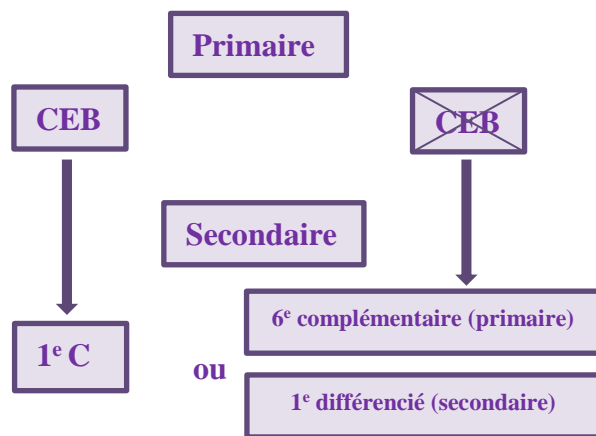 Primaire
CEB
CEB
Secondaire
6e complémentaire (primaire)
1e C
ou
1e différencié (secondaire)